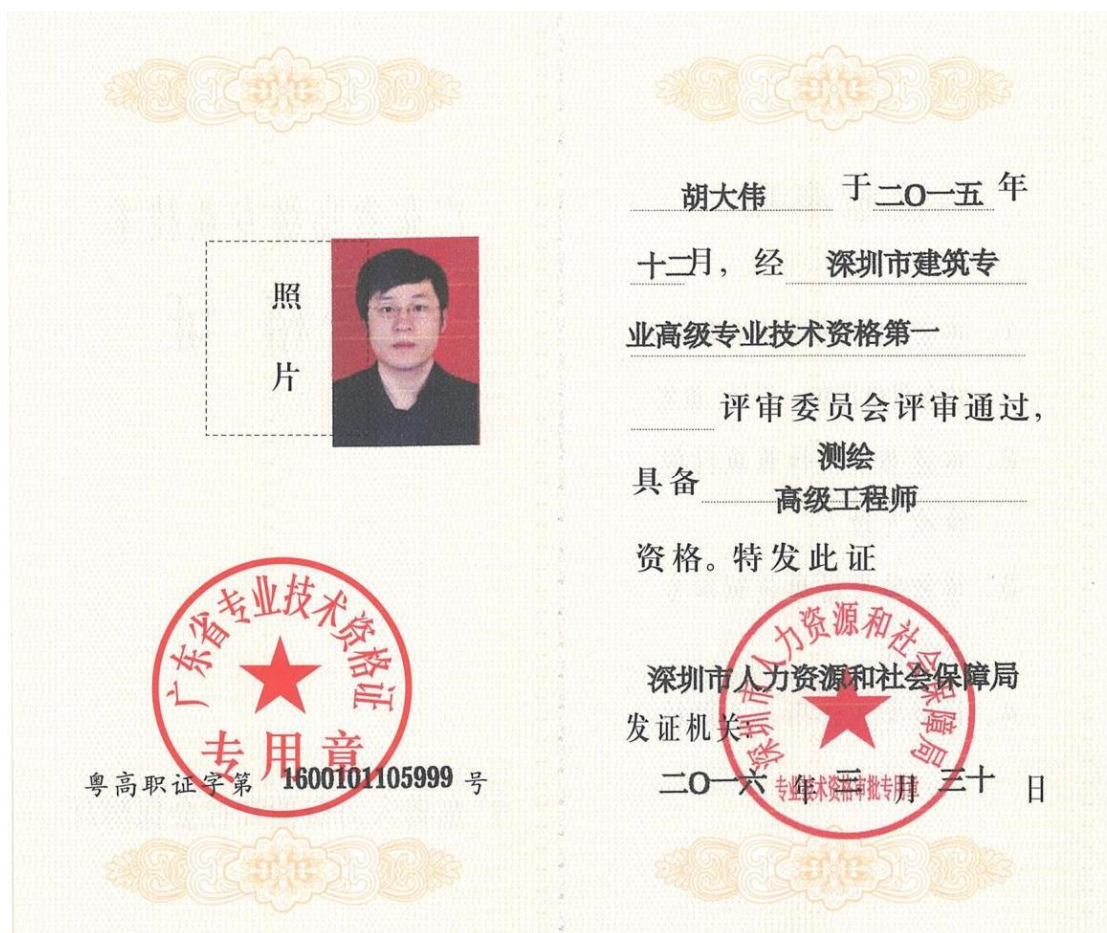 照
片
广东省专业技术资格证
专用章
粤高职证字第 1600101105999 号
胡大伟 于二O一五年
十二月，经 深圳市建筑专
业高级专业技术资格第一
评审委员会评审通过，
具备 测绘
高级工程师
资格。特发此证
深圳市人力资源和社会保障局
深圳市人力资源和社会保障局
发证机关：
二O一六 年 三 月 三十 日
专业技术资格审批专用章